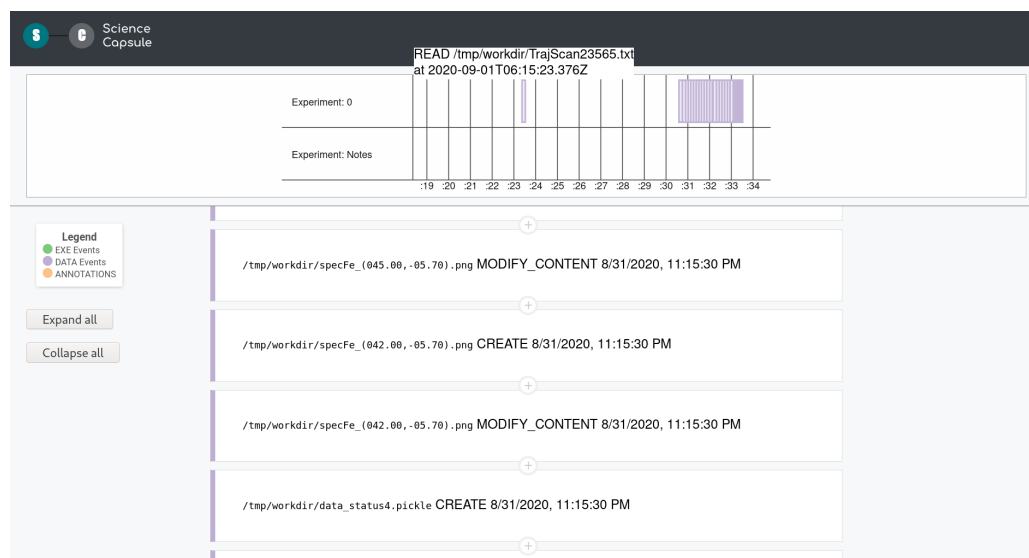 S C Science
Capsule
READ /tmp/workdir/TrajScan23565.txt
at 2020-09-01T06:15:23.376Z
Experiment: 0
Experiment: Notes
:19 :20 :21 :22 :23 :24 :25 :26 :27 :28 :29 :30 :31 :32 :33 :34
Legend
EXE Events
DATA Events
ANNOTATIONS
Expand all
Collapse all
+
/tmp/workdir/specFe_(045.00,-05.70).png MODIFY_CONTENT 8/31/2020, 11:15:30 PM
+
/tmp/workdir/specFe_(042.00,-05.70).png CREATE 8/31/2020, 11:15:30 PM
+
/tmp/workdir/specFe_(042.00,-05.70).png MODIFY_CONTENT 8/31/2020, 11:15:30 PM
+
/tmp/workdir/data_status4.pickle CREATE 8/31/2020, 11:15:30 PM
+